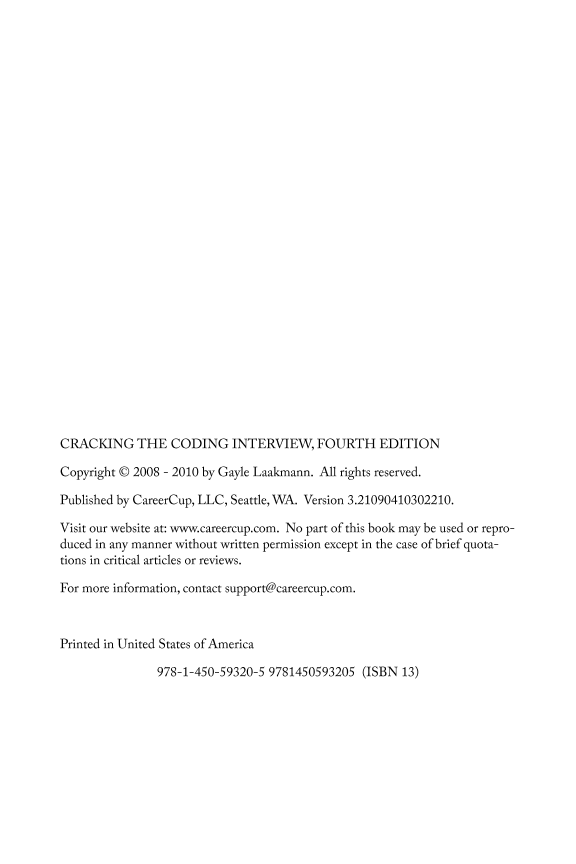 CRACKING THE CODING INTERVIEW, FOURTH EDITION
Copyright © 2008 - 2010 by Gayle Laakmann.  All rights reserved.
Published by CareerCup, LLC, Seattle, WA.  Version 3.21090410302210.
Visit our website at: www.careercup.com.  No part of this book may be used or repro-
duced in any manner without written permission except in the case of brief quota-
tions in critical articles or reviews.
For more information, contact support@careercup.com.
Printed in United States of America
978-1-450-59320-5 9781450593205  (ISBN 13)